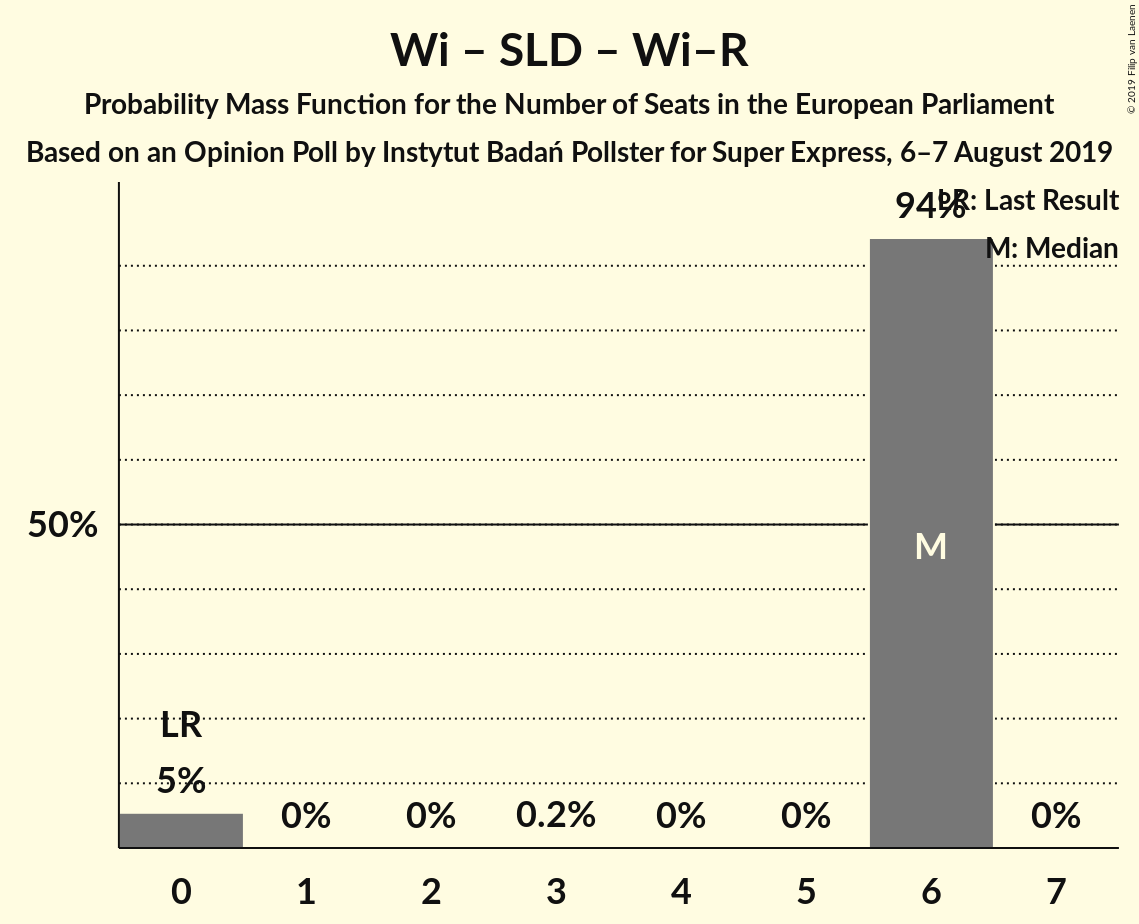 Wi – SLD – Wi–R
Probability Mass Function for the Number of Seats in the European Parliament
Based on an Opinion Poll by Instytut Badań Pollster for Super Express, 6–7 August 2019
© 2019 Filip van Laenen
LR: Last Result
M: Median
94%
50%
M
LR
5%
0%
0%
0.2%
0%
0%
0%
0
1
2
3
4
5
6
7